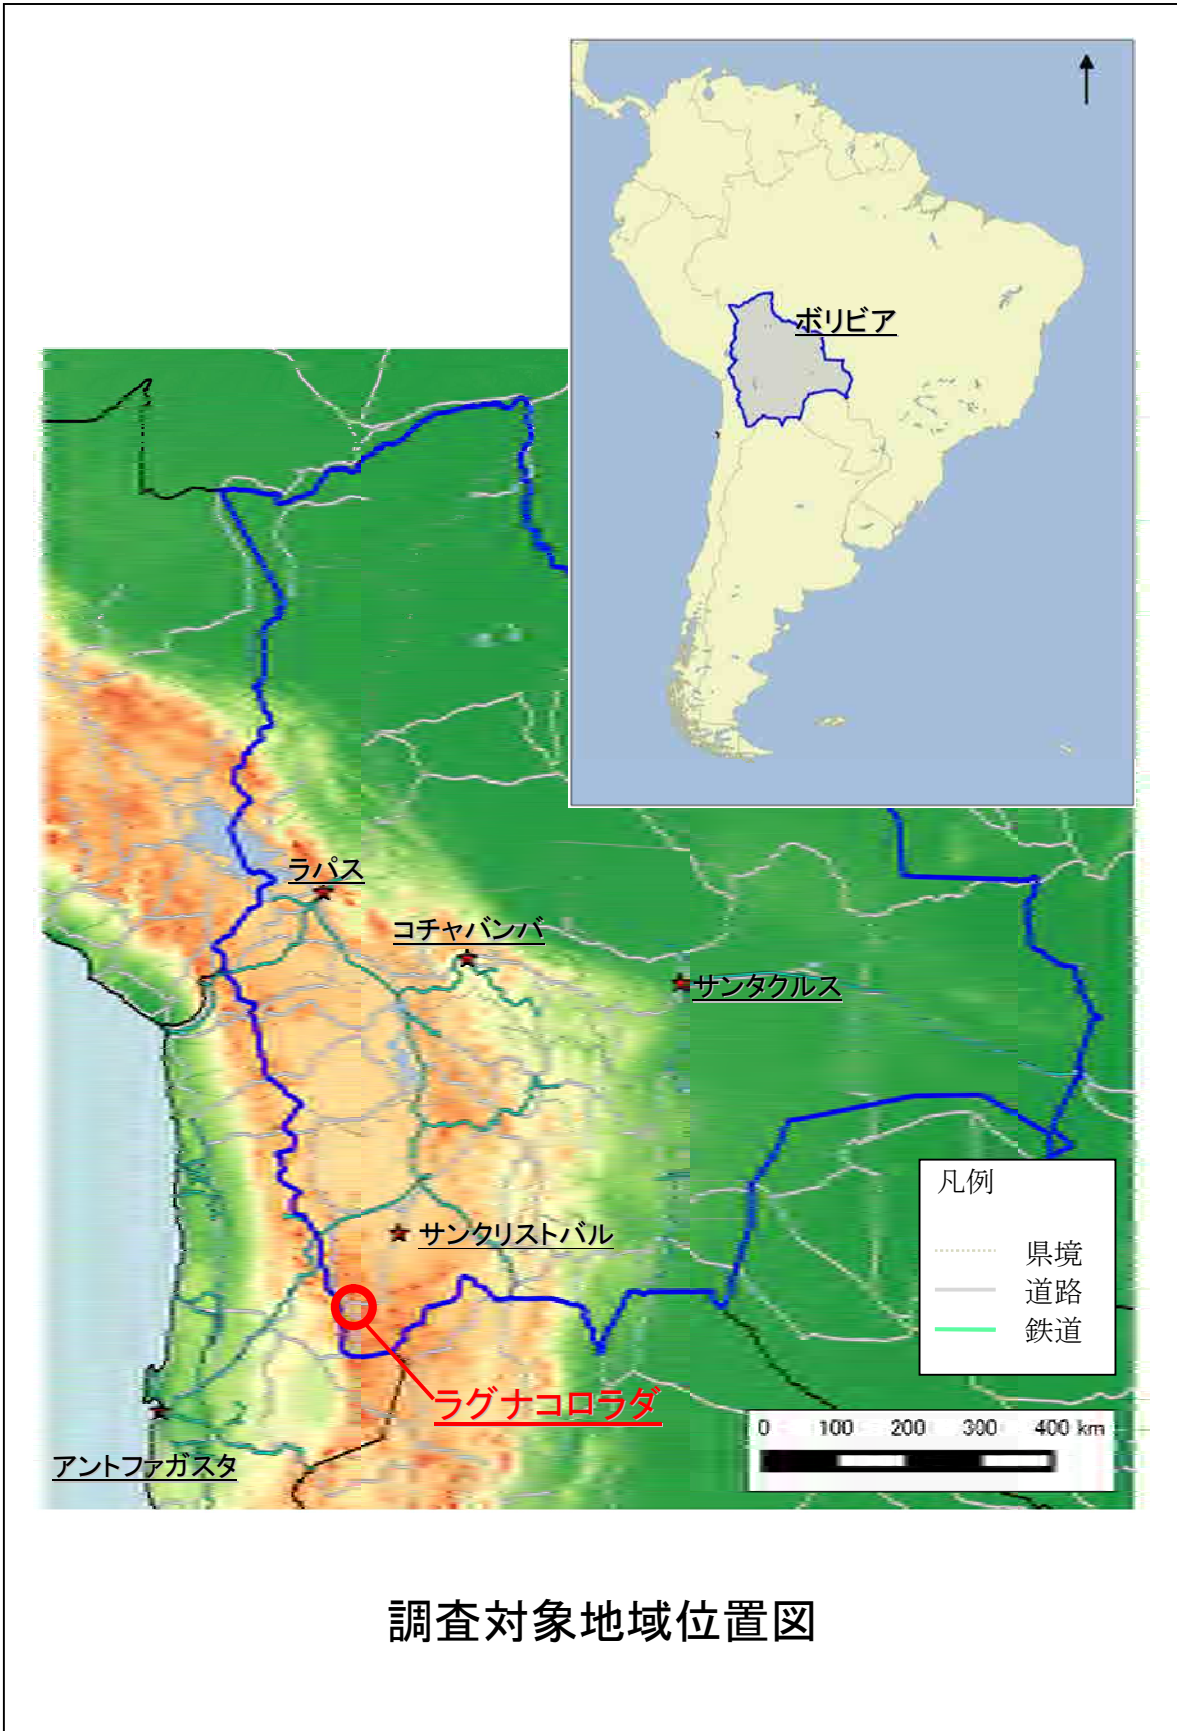 ボリビア
ラパス
コチャバンバ
サンタクルス
サンクリストバル
凡例
県境
道路
鉄道
ラグナコロラダ
0 100 200 300 400 km
アントファガスタ
調査対象地域位置図